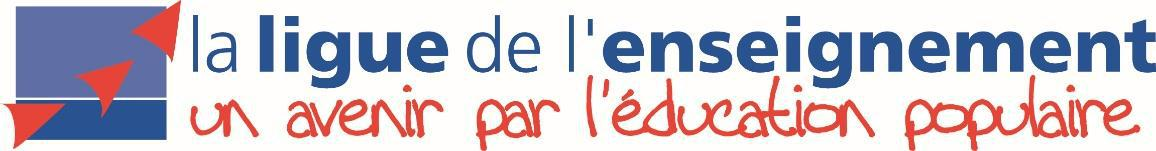 la ligue de l'enseignement
un avenir par l'éducation populaire